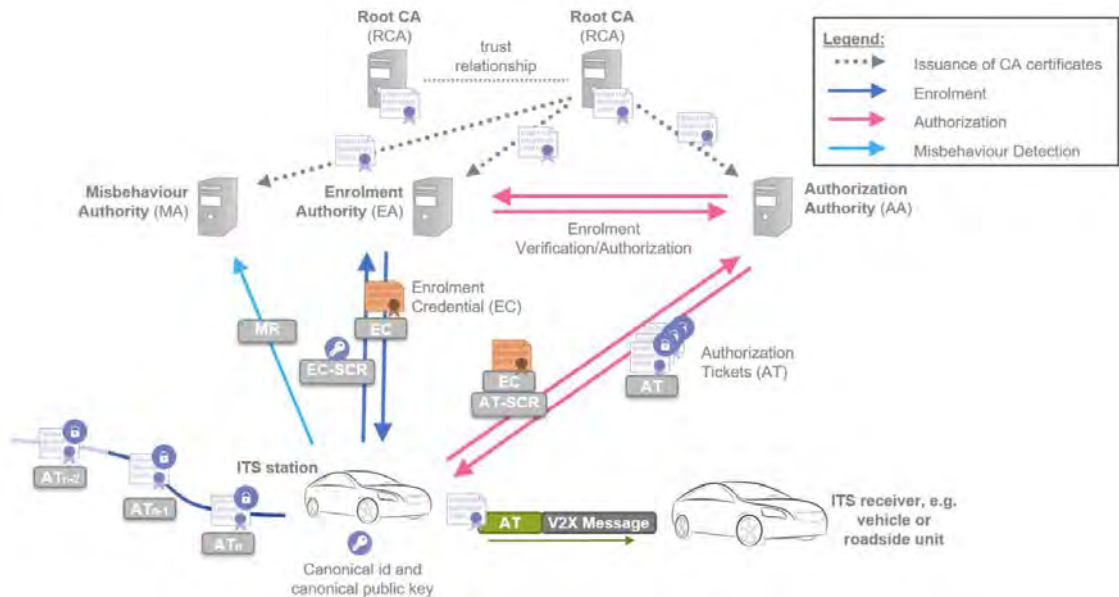 Root CA
(RCA)
Root CA
(RCA)
trust
relationship
Legend:
Issuance of CA certificates
Enrolment
Authorization
Misbehaviour Detection
Misbehaviour
Authority (MA)
Enrolment
Authority (EA)
Authorization
Authority (AA)
Enrolment
Verification/Authorization
Enrolment
Credential (EC)
MR
EC
EC-SCR
EC
AT-SCR
AT
Authorization
Tickets (AT)
ITS station
ATn-2
ATn-1
ATn
AT V2X Message
ITS receiver, e.g.
vehicle or
roadside unit
Canonical id and
canonical public key